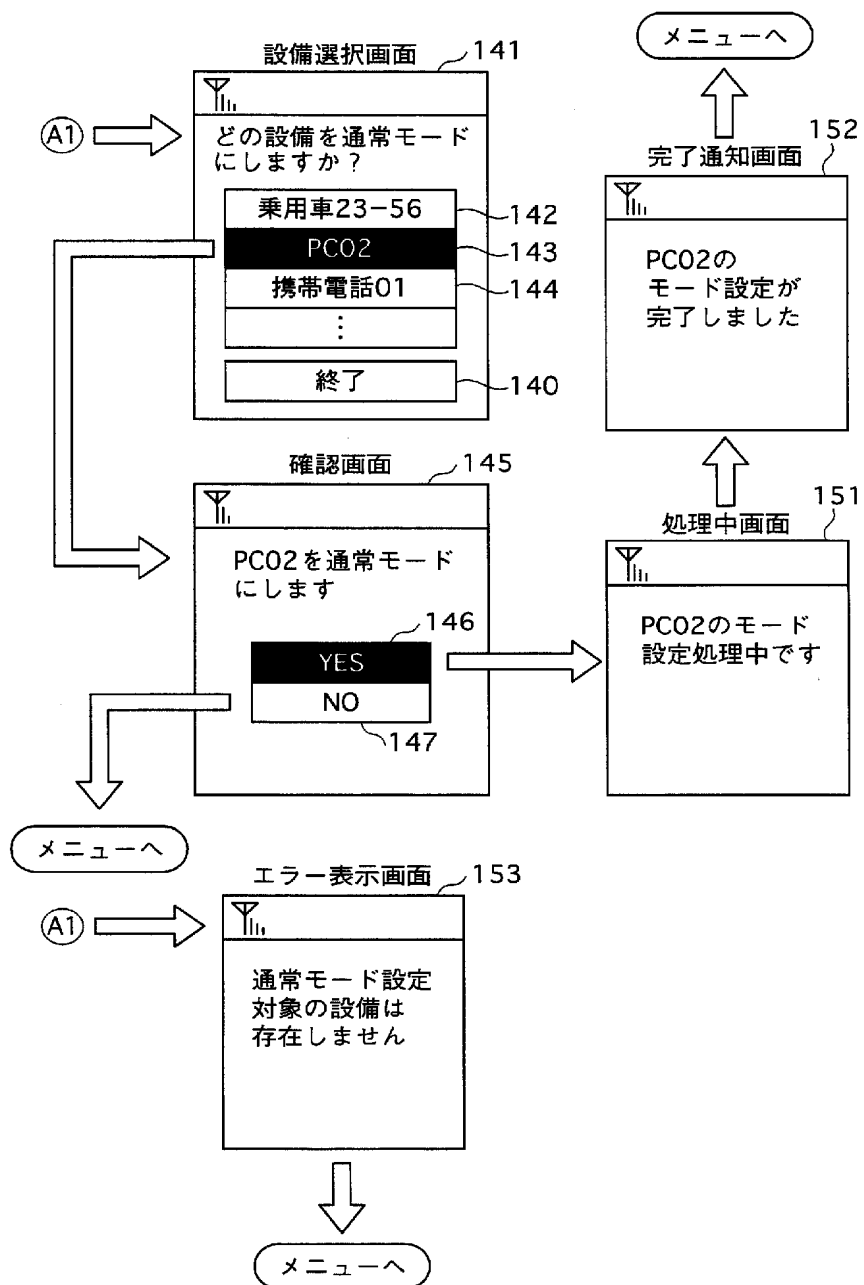 設備選択画面 141
A1
どの設備を通常モード
にしますか？
乗用車23-56 142
PC02 143
携帯電話01 144
⋮
終了 140
確認画面 145
PC02を通常モード
にします
146
YES
NO
147
メニューへ
処理中画面 151
PC02のモード
設定処理中です
完了通知画面 152
PC02の
モード設定が
完了しました
メニューへ
エラー表示画面 153
A1
通常モード設定
対象の設備は
存在しません
メニューへ